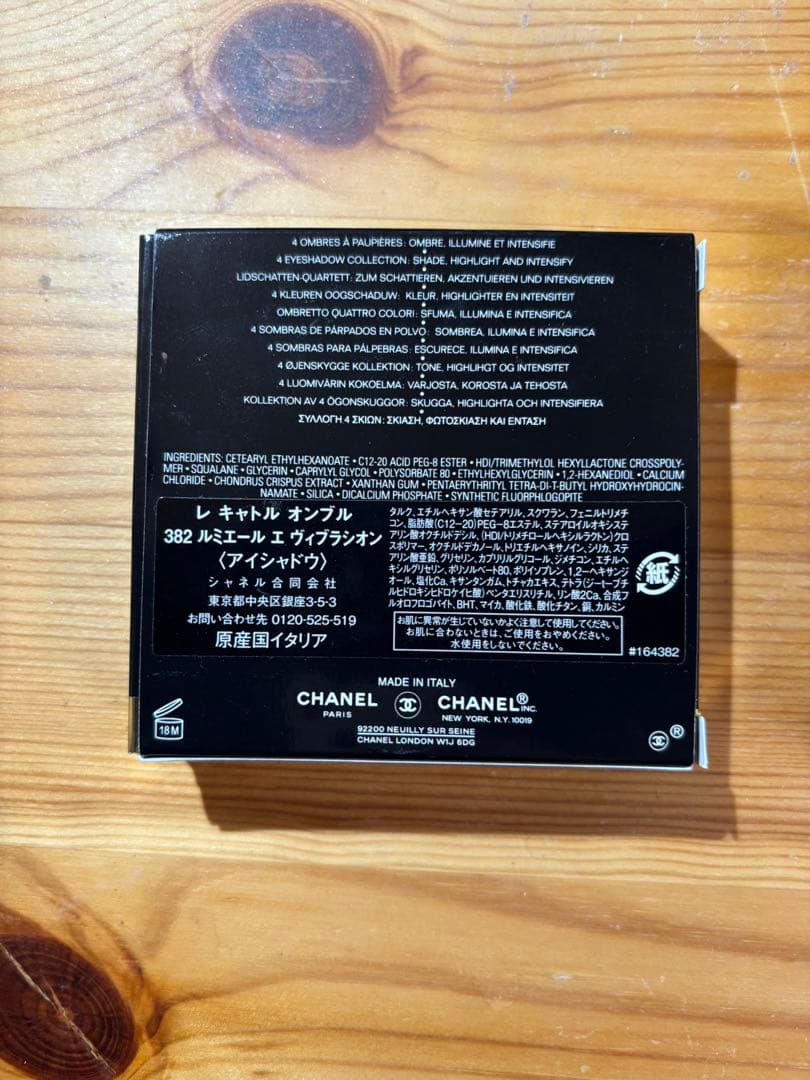 4 OMBRES À PAUPIÈRES: OMBRE, ILLUMINE ET INTENSIFIE
4 EYESHADOW COLLECTION: SHADE, HIGHLIGHT AND INTENSIFY
LIDSCHATTEN-QUARTETT: ZUM SCHATTIEREN, AKZENTUIEREN UND INTENSIVIEREN
4 KLEUREN OOGSCHADUW: KLEUR, HIGHLIGHTER EN INTENSITEIT
OMBRETTO QUATTRO COLORI: SFUMA, ILLUMINA E INTENSIFICA
4 SOMBRAS DE PÁRPADOS EN POLVO: SOMBREA, ILUMINA E INTENSIFICA
4 SOMBRAS PARA PÁLPEBRAS: ESCURECE, ILUMINA E INTENSIFICA
4 ØJENSKYGGE KOLLEKTION: TONE, HIGHLIHGT OG INTENSITET
4 LUOMIVÄRIN KOKOELMA: VARJOSTA, KOROSTA JA TEHOSTA
KOLLEKTION AV 4 ÖGONSKUGGOR: SKUGGA, HIGHLIGHTA OCH INTENSIFIERA
ΣΥΛΛΟΓΗ 4 ΣΚΙΩΝ: ΣΚΙΑΣΗ, ΦΩΤΟΣΚΙΑΣΗ ΚΑΙ ΕΝΤΑΣΗ
INGREDIENTS: CETEARYL ETHYLHEXANOATE • C12-20 ACID PEG-8 ESTER • HDI/TRIMETHYLOL HEXYLLACTONE CROSSPOLY-
MER • SQUALANE • GLYCERIN • CAPRYLYL GLYCOL • POLYSORBATE 80 • ETHYLHEXYLGLYCERIN • 1,2-HEXANEDIOL • CALCIUM
CHLORIDE • CHONDRUS CRISPUS EXTRACT • XANTHAN GUM • PENTAERYTHRITYL TETRA-DI-T-BUTYL HYDROXYHYDROCIN-
NAMATE • SILICA • DICALCIUM PHOSPHATE • SYNTHETIC FLUORPHLOGOPITE
レ キャトル オンブル
382 ルミエール エ ヴィブラシオン
〈アイシャドウ〉
シャネル合同会社
東京都中央区銀座3-5-3
お問い合わせ先 0120-525-519
原産国イタリア
タルク、エチルヘキサン酸セテアリル、スクワラン、フェニルトリメチ
コン、脂肪酸(C12-20)PEG-8エステル、ステアロイルオキシステ
アリン酸オクチルドデシル、(HDI/トリメチロールヘキシルラクトン)クロ
スポリマー、オクチルドデカノール、トリエチルヘキサノイン、シリカ、ステ
アリン酸亜鉛、グリセリン、カプリリルグリコール、ジメチコン、エチルヘ
キシルグリセリン、ポリソルベート80、ポリイソプレン、1,2-ヘキサンジ
オール、塩化Ca、キサンタンガム、トチャカエキス、テトラ(ジ-t-ブチ
ルヒドロキシヒドロケイヒ酸)ペンタエリスリチル、リン酸2Ca、合成フ
ルオロフロゴパイト、BHT、マイカ、酸化鉄、酸化チタン、銅、カルミン
お肌に異常が生じていないかよく注意して使用してください。
お肌に合わないときは、ご使用をおやめください。
水使用をしないでください。
紙
#164382
MADE IN ITALY
CHANEL
PARIS
CHANEL® INC.
NEW YORK, N.Y. 10019
92200 NEUILLY SUR SEINE
CHANEL LONDON W1J 6DG
18 M
®